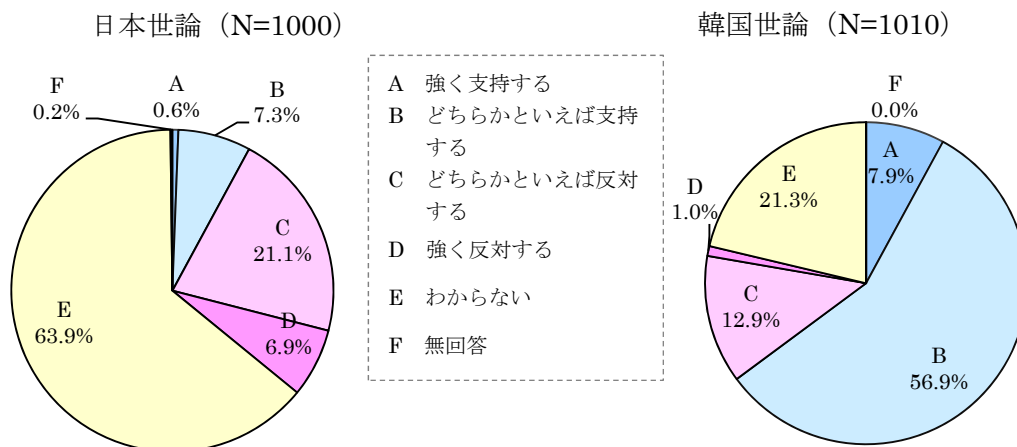 日本世論（N=1000）
F
0.2%
A
0.6%
B
7.3%
C
21.1%
D
6.9%
E
63.9%
A 強く支持する
B どちらかといえば支持
する
C どちらかといえば反対
する
D 強く反対する
E わからない
F 無回答
韓国世論（N=1010）
F
0.0%
A
7.9%
B
56.9%
C
12.9%
D
1.0%
E
21.3%